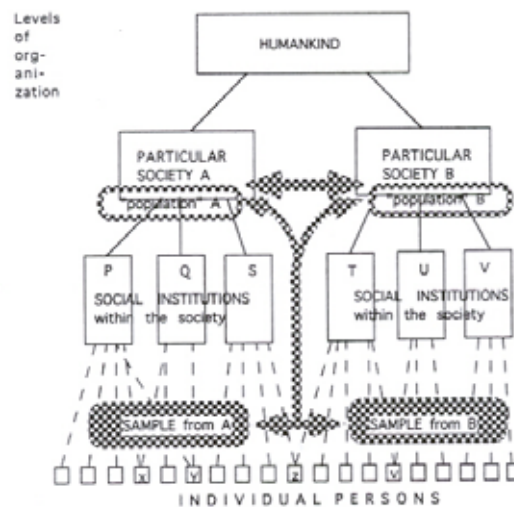 Levels
of
org-
ani-
zation
HUMANKIND
PARTICULAR
SOCIETY A
"population" A
PARTICULAR
SOCIETY B
"population" B
P Q S
SOCIAL INSTITUTIONS
within the society
T U V
SOCIAL INSTITUTIONS
within the society
SAMPLE from A
SAMPLE from B
x y z v
INDIVIDUAL PERSONS